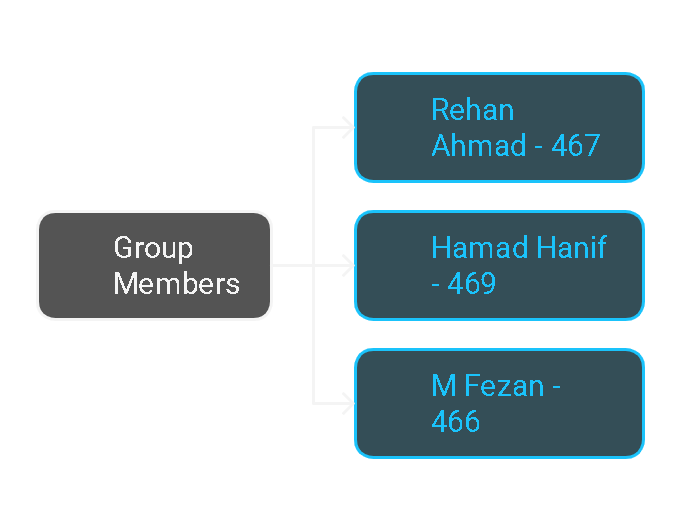 Group
Members
Rehan
Ahmad - 467
Hamad Hanif
- 469
M Fezan -
466